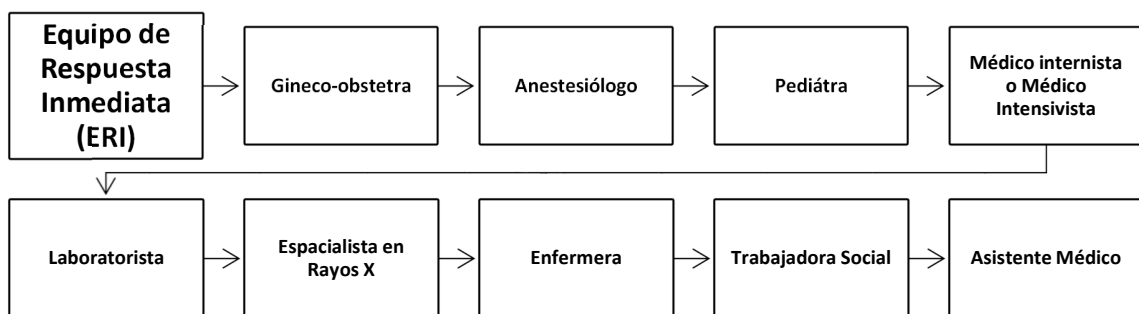 Equipo de
Respuesta
Inmediata
(ERI)
Gineco-obstetra
Anestesiólogo
Pediátra
Médico internista
o Médico
Intensivista
Laboratorista
Espacialista en
Rayos X
Enfermera
Trabajadora Social
Asistente Médico